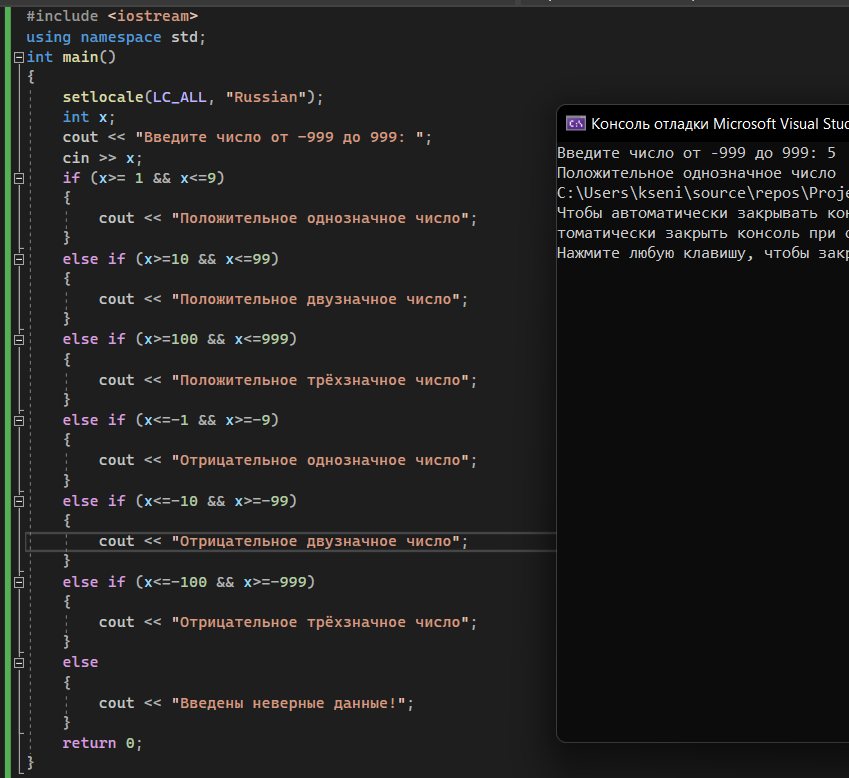 #include <iostream>
using namespace std;
int main()
{
setlocale(LC_ALL, "Russian");
int x;
cout << "Введите число от -999 до 999: ";
cin >> x;
if (x>= 1 && x<=9)
{
cout << "Положительное однозначное число";
}
else if (x>=10 && x<=99)
{
cout << "Положительное двузначное число";
}
else if (x>=100 && x<=999)
{
cout << "Положительное трёхзначное число";
}
else if (x<=-1 && x>=-9)
{
cout << "Отрицательное однозначное число";
}
else if (x<=-10 && x>=-99)
{
cout << "Отрицательное двузначное число";
}
else if (x<=-100 && x>=-999)
{
cout << "Отрицательное трёхзначное число";
}
else
{
cout << "Введены неверные данные!";
}
return 0;
}
Консоль отладки Microsoft Visual Stud
Введите число от -999 до 999: 5
Положительное однозначное число
C:\Users\kseni\source\repos\Proje
Чтобы автоматически закрывать кон
томатически закрыть консоль при о
Нажмите любую клавишу, чтобы закр